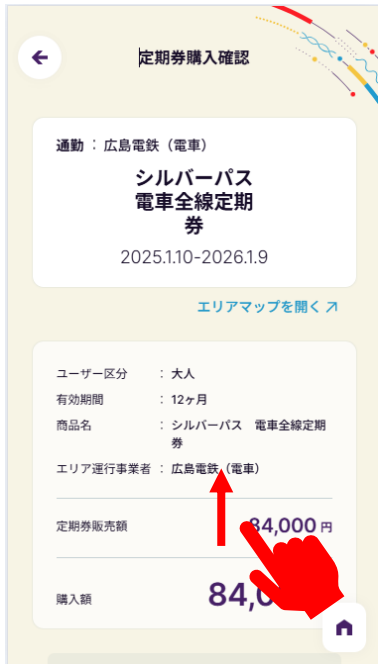 定期券購入確認
通勤：広島電鉄（電車）
シルバーパス
電車全線定期
券
2025.1.10-2026.1.9
エリアマップを開く
ユーザー区分 ：大人
有効期間 ：12ヶ月
商品名 ：シルバーパス 電車全線定期
券
エリア運行事業者：広島電鉄（電車）
定期券販売額 84,000 円
購入額 84,0